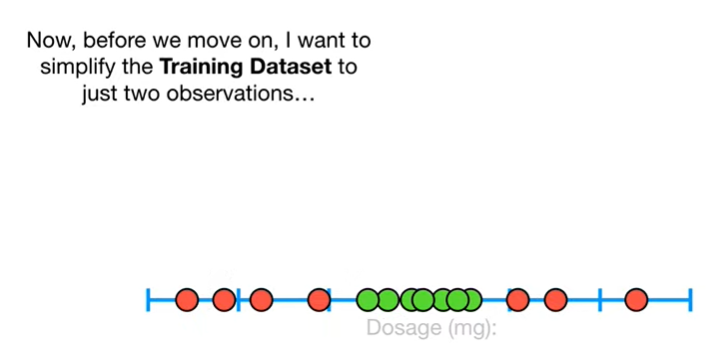 Now, before we move on, I want to
simplify the Training Dataset to
just two observations…
Dosage (mg):